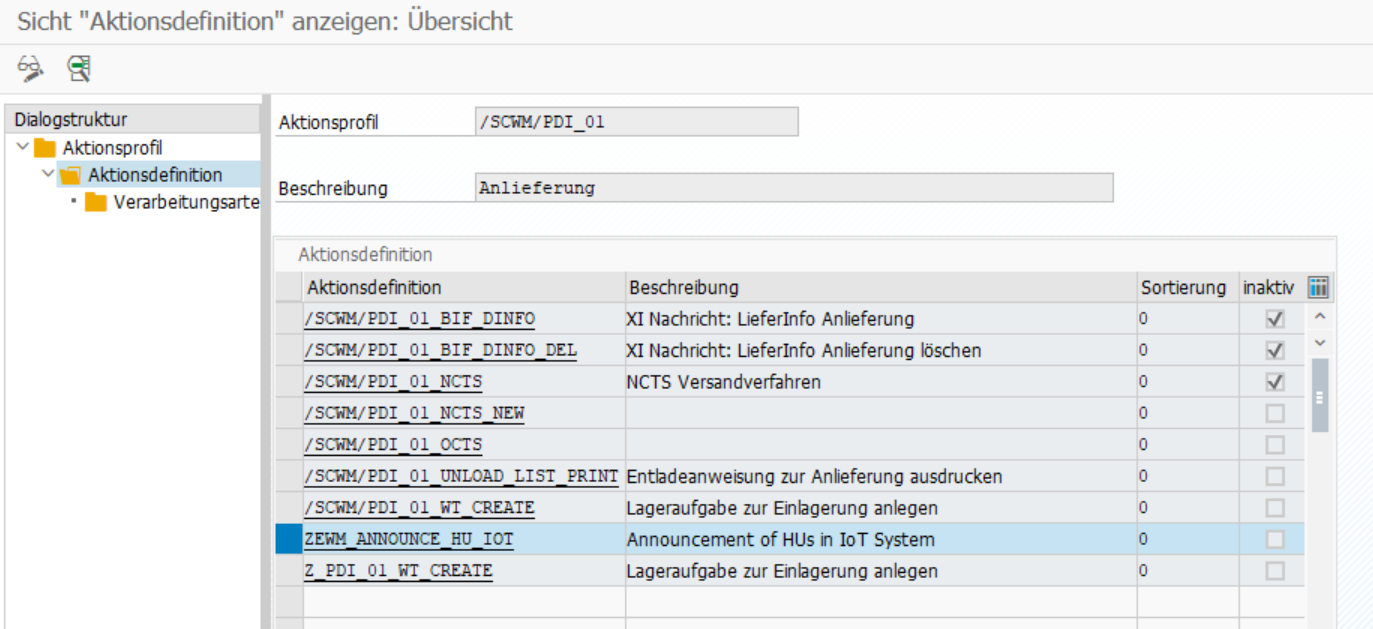 Sicht "Aktionsdefinition" anzeigen: Übersicht
Dialogstruktur
Aktionsprofil
Aktionsdefinition
Verarbeitungsarte
Aktionsprofil /SCWM/PDI_01
Beschreibung Anlieferung
Aktionsdefinition
Aktionsdefinition Beschreibung Sortierung inaktiv
/SCWM/PDI_01_BIF_DINFO XI Nachricht: LieferInfo Anlieferung 0
/SCWM/PDI_01_BIF_DINFO_DEL XI Nachricht: LieferInfo Anlieferung löschen 0
/SCWM/PDI_01_NCTS NCTS Versandverfahren 0
/SCWM/PDI_01_NCTS_NEW 0
/SCWM/PDI_01_OCTS 0
/SCWM/PDI_01_UNLOAD_LIST_PRINT Entladeanweisung zur Anlieferung ausdrucken 0
/SCWM/PDI_01_WT_CREATE Lageraufgabe zur Einlagerung anlegen 0
ZEWM_ANNOUNCE_HU_IOT Announcement of HUs in IoT System 0
Z_PDI_01_WT_CREATE Lageraufgabe zur Einlagerung anlegen 0